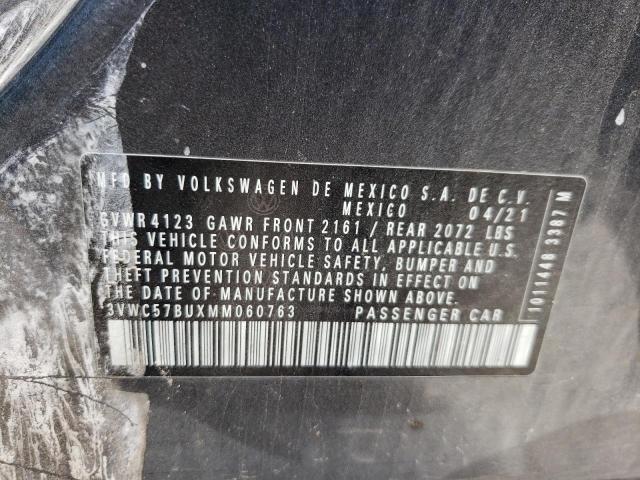 MFD BY VOLKSWAGEN DE MEXICO S.A. DE C.V.
MEXICO 04/21
GVWR 4123 GAWR FRONT 2161 / REAR 2072 LBS
THIS VEHICLE CONFORMS TO ALL APPLICABLE U.S.
FEDERAL MOTOR VEHICLE SAFETY, BUMPER AND
THEFT PREVENTION STANDARDS IN EFFECT ON
THE DATE OF MANUFACTURE SHOWN ABOVE.
3VWC57BUXMM060763 PASSENGER CAR
1011448 3387 M